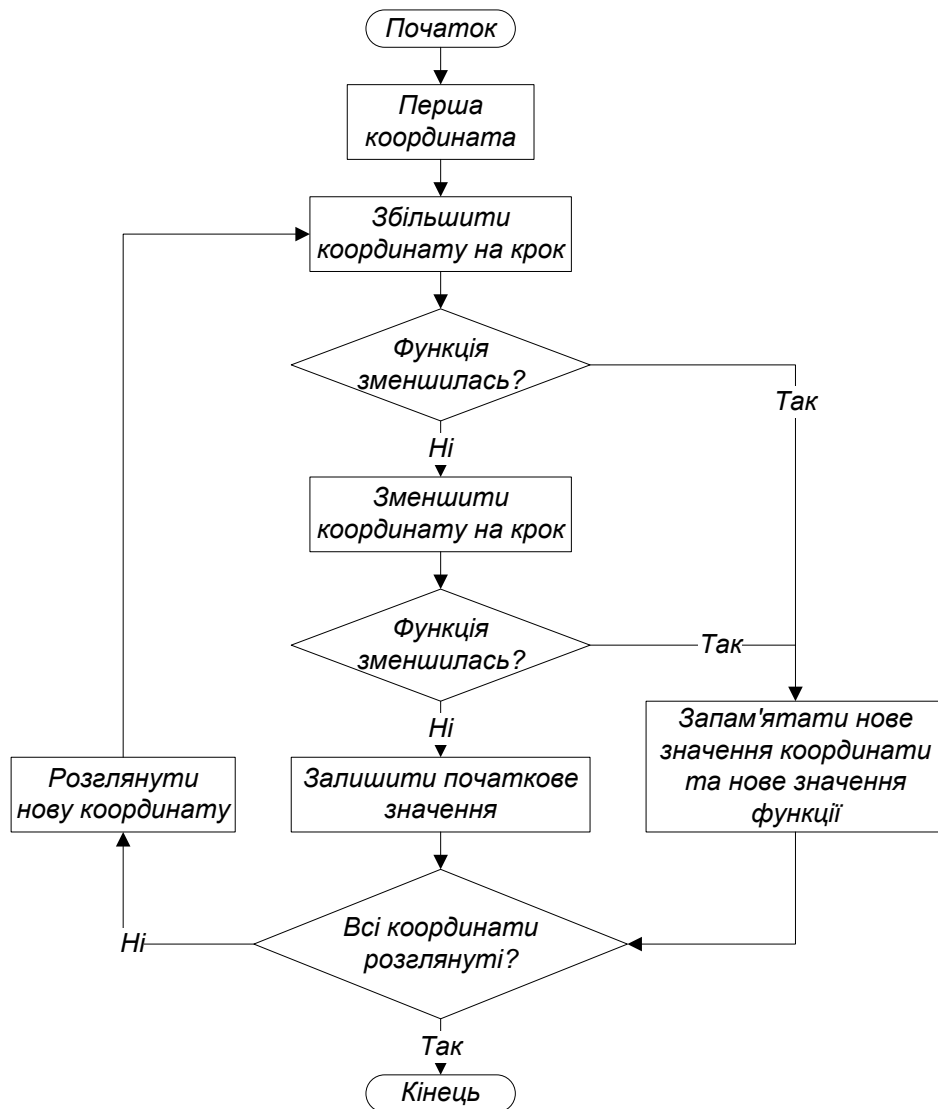 Початок
Перша
координата
Збільшити
координату на крок
Функція
зменшилась?
Так
Ні
Зменшити
координату на крок
Функція
зменшилась?
Так
Ні
Запам'ятати нове
значення координати
та нове значення
функції
Розглянути
нову координату
Залишити початкове
значення
Всі координати
розглянуті?
Ні
Так
Кінець